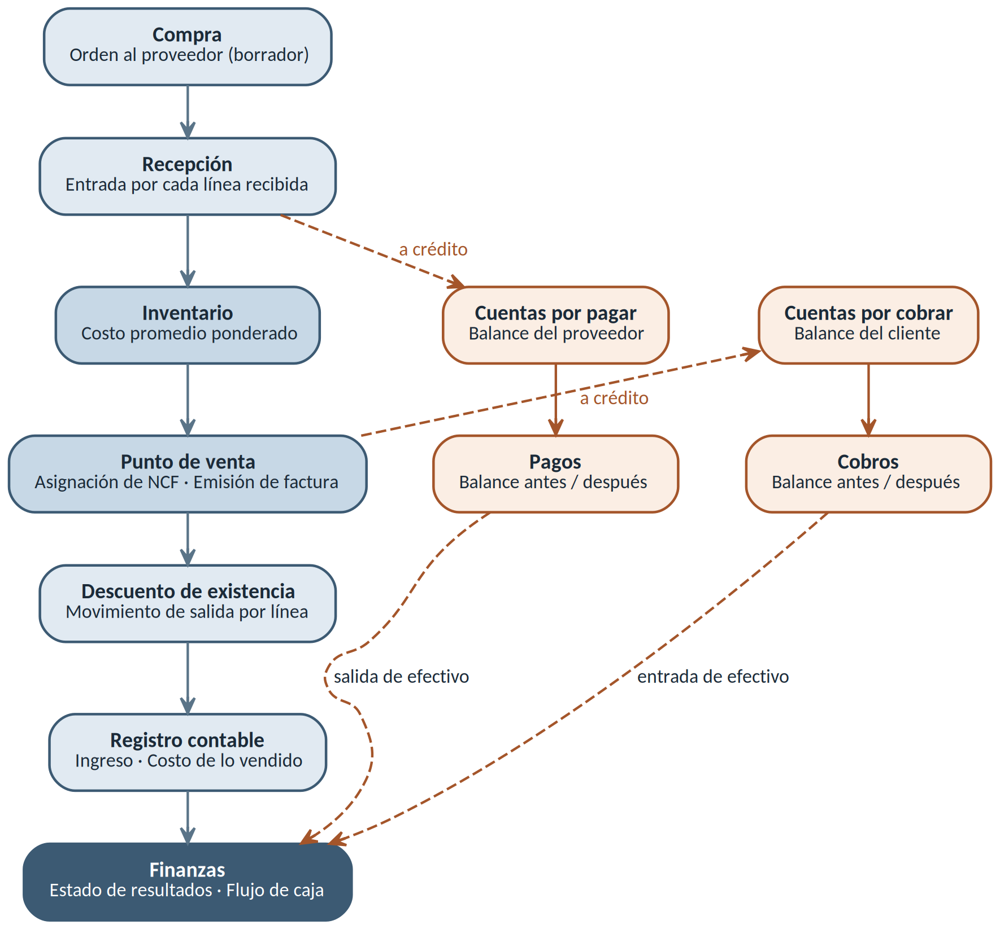 Compra
Orden al proveedor (borrador)
Recepción
Entrada por cada línea recibida
a crédito
Inventario
Costo promedio ponderado
Cuentas por pagar
Balance del proveedor
Cuentas por cobrar
Balance del cliente
a crédito
Punto de venta
Asignación de NCF · Emisión de factura
Pagos
Balance antes / después
Cobros
Balance antes / después
Descuento de existencia
Movimiento de salida por línea
salida de efectivo
entrada de efectivo
Registro contable
Ingreso · Costo de lo vendido
Finanzas
Estado de resultados · Flujo de caja